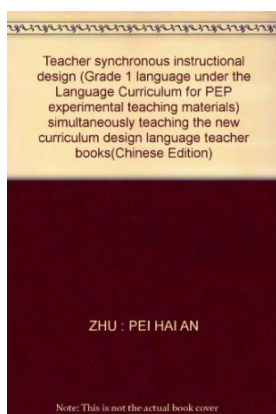 Teacher synchronous instructional
design (Grade 1 language under the
Language Curriculum for PEP
experimental teaching materials)
simultaneously teaching the new
curriculum design language teacher
books(Chinese Edition)
ZHU : PEI HAI AN
Note: This is not the actual book cover